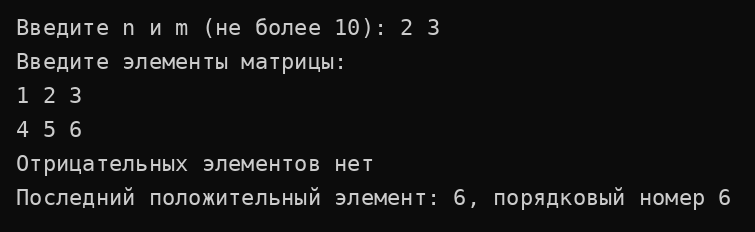 Введите n и m (не более 10): 2 3
Введите элементы матрицы:
1 2 3
4 5 6
Отрицательных элементов нет
Последний положительный элемент: 6, порядковый номер 6